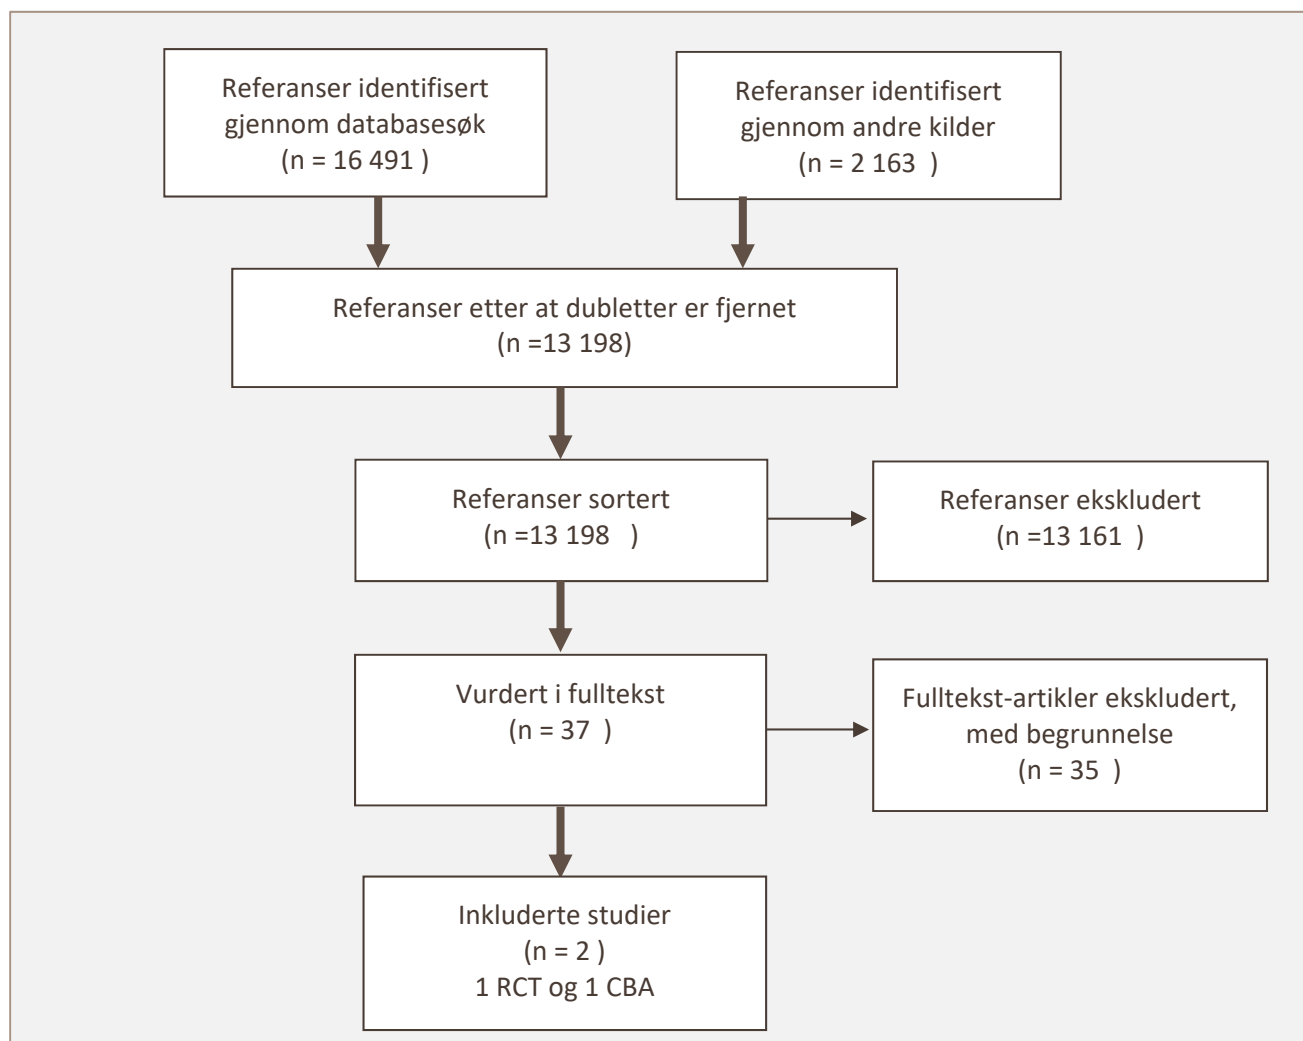 Referanser identifisert
gjennom databasesøk
(n = 16 491 )
Referanser identifisert
gjennom andre kilder
(n = 2 163  )
Referanser etter at dubletter er fjernet
(n =13 198)
Referanser sortert
(n =13 198   )
Referanser ekskludert
(n =13 161  )
Vurdert i fulltekst
(n = 37  )
Fulltekst-artikler ekskludert,
med begrunnelse
(n = 35  )
Inkluderte studier
(n = 2 )
1 RCT og 1 CBA